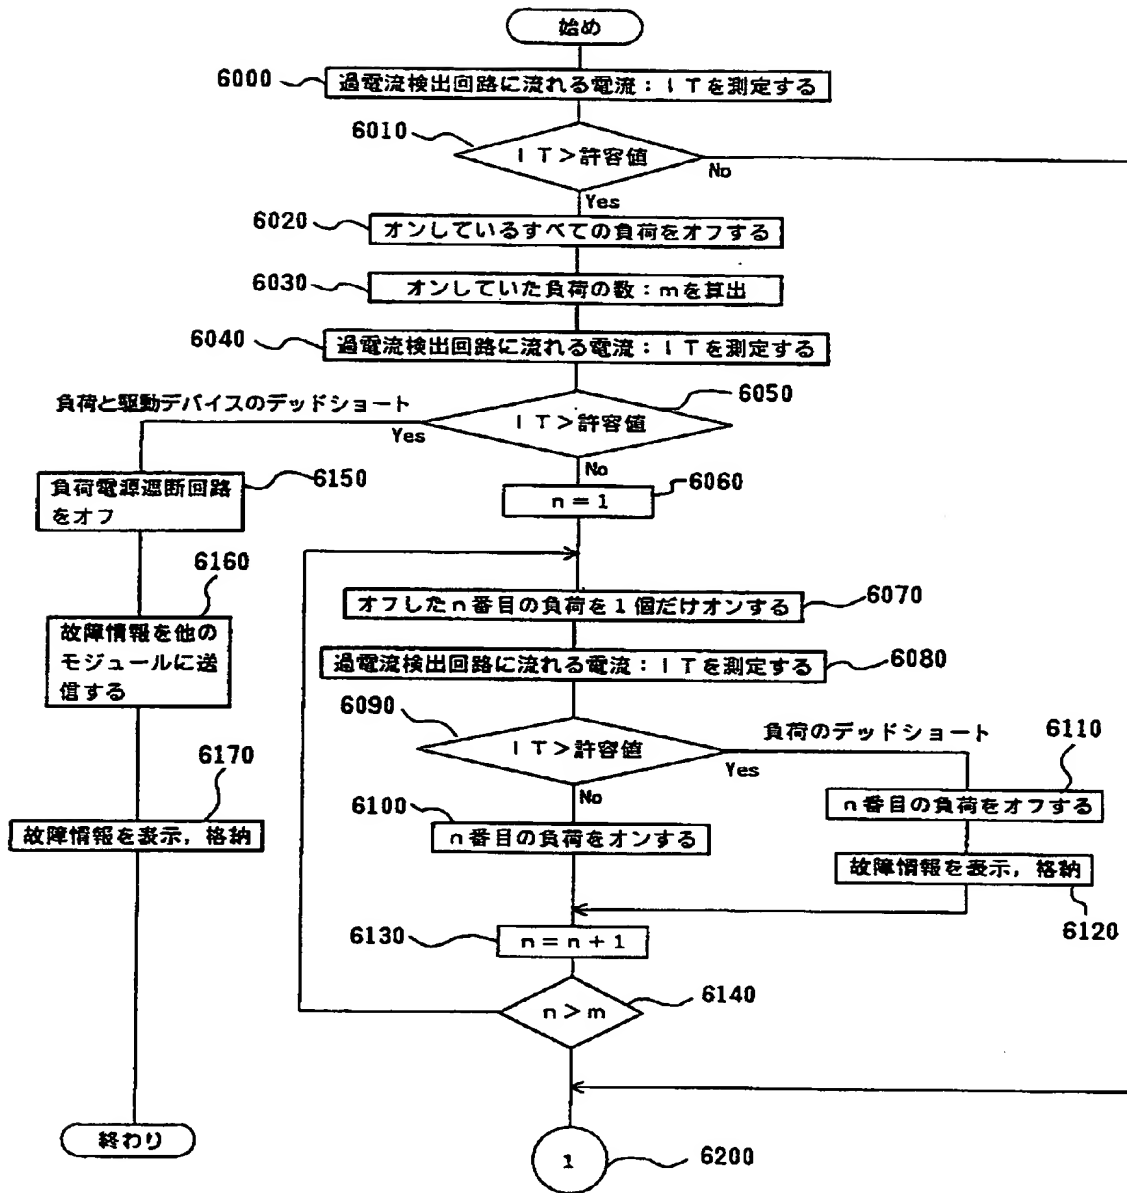 始め
6000
過電流検出回路に流れる電流：ＩＴを測定する
6010
ＩＴ＞許容値
No
Yes
6020
オンしているすべての負荷をオフする
6030
オンしていた負荷の数：ｍを算出
6040
過電流検出回路に流れる電流：ＩＴを測定する
負荷と駆動デバイスのデッドショート
6050
ＩＴ＞許容値
Yes
No
負荷電源遮断回路
をオフ
6150
ｎ＝１
6060
6160
故障情報を他の
モジュールに送
信する
オフしたｎ番目の負荷を１個だけオンする
6070
過電流検出回路に流れる電流：ＩＴを測定する
6080
6090
ＩＴ＞許容値
負荷のデッドショート
Yes
No
6110
ｎ番目の負荷をオフする
6170
故障情報を表示，格納
6100
ｎ番目の負荷をオンする
故障情報を表示，格納
6120
6130
ｎ＝ｎ＋１
6140
ｎ＞ｍ
終わり
１
6200